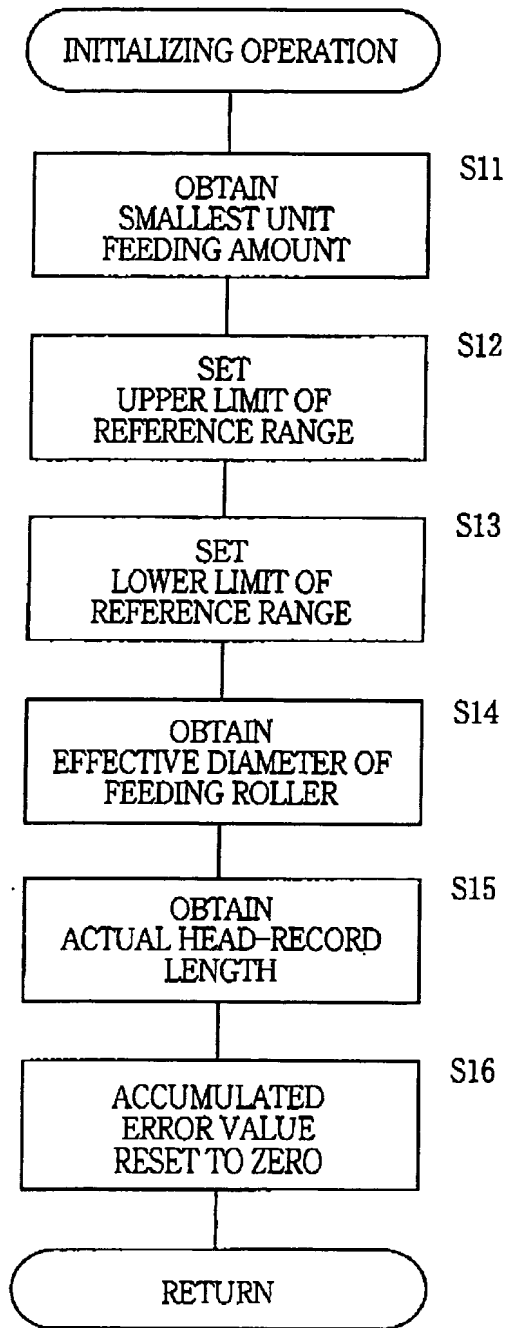 INITIALIZING OPERATION
S11
OBTAIN
SMALLEST UNIT
FEEDING AMOUNT
S12
SET
UPPER LIMIT OF
REFERENCE RANGE
S13
SET
LOWER LIMIT OF
REFERENCE RANGE
S14
OBTAIN
EFFECTIVE DIAMETER OF
FEEDING ROLLER
S15
OBTAIN
ACTUAL HEAD-RECORD
LENGTH
S16
ACCUMULATED
ERROR VALUE
RESET TO ZERO
RETURN